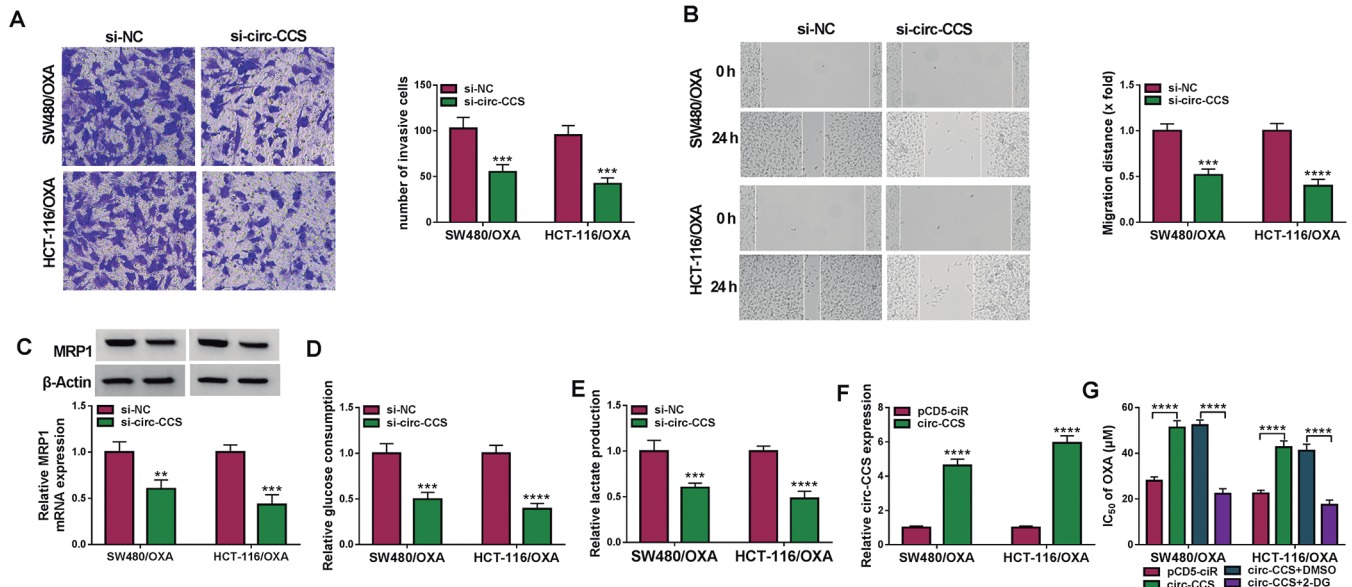 A
si-NC
si-circ-CCS
SW480/OXA
HCT-116/OXA
number of invasive cells
150
100
50
0
si-NC
si-circ-CCS
***
***
SW480/OXA
HCT-116/OXA
B
si-NC
si-circ-CCS
SW480/OXA
0 h
24 h
HCT-116/OXA
0 h
24 h
Migration distance (x fold)
1.5
1.0
0.5
0.0
si-NC
si-circ-CCS
***
****
SW480/OXA
HCT-116/OXA
C
MRP1
β-Actin
Relative MRP1
mRNA expression
1.5
1.0
0.5
0.0
si-NC
si-circ-CCS
**
***
SW480/OXA
HCT-116/OXA
D
Relative glucose consumption
1.5
1.0
0.5
0.0
si-NC
si-circ-CCS
***
****
SW480/OXA
HCT-116/OXA
E
Relative lactate production
1.5
1.0
0.5
0.0
si-NC
si-circ-CCS
***
****
SW480/OXA
HCT-116/OXA
F
Relative circ-CCS expression
8
6
4
2
0
pCD5-ciR
circ-CCS
****
****
SW480/OXA
HCT-116/OXA
G
IC50 of OXA (μM)
60
40
20
0
****
****
****
****
SW480/OXA
HCT-116/OXA
pCD5-ciR
circ-CCS+DMSO
circ-CCS
circ-CCS+2-DG